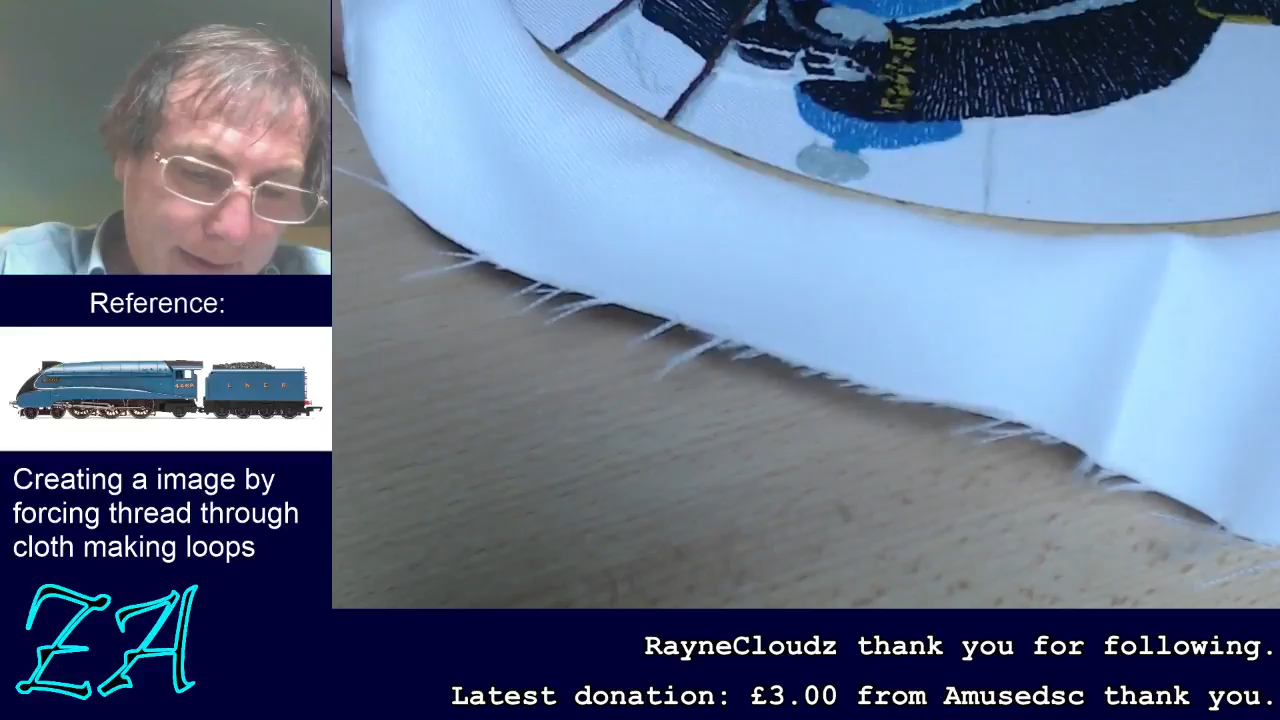 Reference:
Creating a image by
forcing thread through
cloth making loops
ZA
RayneCloudz thank you for following.
Latest donation: £3.00 from Amusedsc thank you.